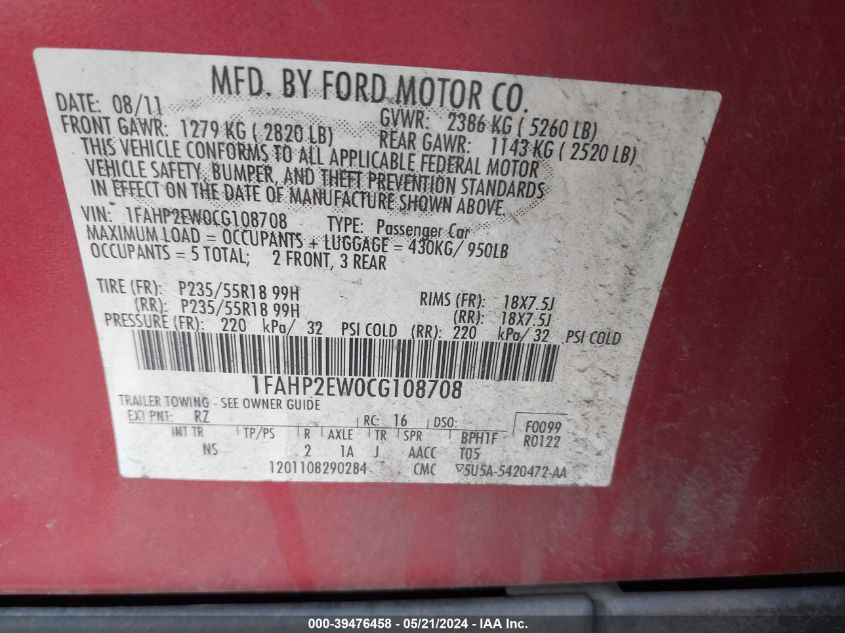 MFD. BY FORD MOTOR CO.
DATE: 08/11 GVWR: 2386 KG ( 5260 LB)
FRONT GAWR: 1279 KG ( 2820 LB) REAR GAWR: 1143 KG ( 2520 LB)
THIS VEHICLE CONFORMS TO ALL APPLICABLE FEDERAL MOTOR
VEHICLE SAFETY, BUMPER, AND THEFT PREVENTION STANDARDS
IN EFFECT ON THE DATE OF MANUFACTURE SHOWN ABOVE.
VIN: 1FAHP2EW0CG108708 TYPE: Passenger Car
MAXIMUM LOAD = OCCUPANTS + LUGGAGE = 430KG/ 950LB
OCCUPANTS = 5 TOTAL; 2 FRONT, 3 REAR
TIRE (FR): P235/55R18 99H RIMS (FR): 18X7.5J
(RR): P235/55R18 99H (RR): 18X7.5J
PRESSURE (FR): 220 kPa/ 32 PSI COLD (RR): 220 kPa/ 32 PSI COLD
1FAHP2EW0CG108708
TRAILER TOWING - SEE OWNER GUIDE
EXT PNT: RZ RC: 16 DSO: F0099
INT TR TP/PS R AXLE TR SPR BPH1F R0122
NS 2 1A J AACC T05
1201108290284 CMC ▽5U5A-5420472-AA
000-39476458 - 05/21/2024 - IAA Inc.